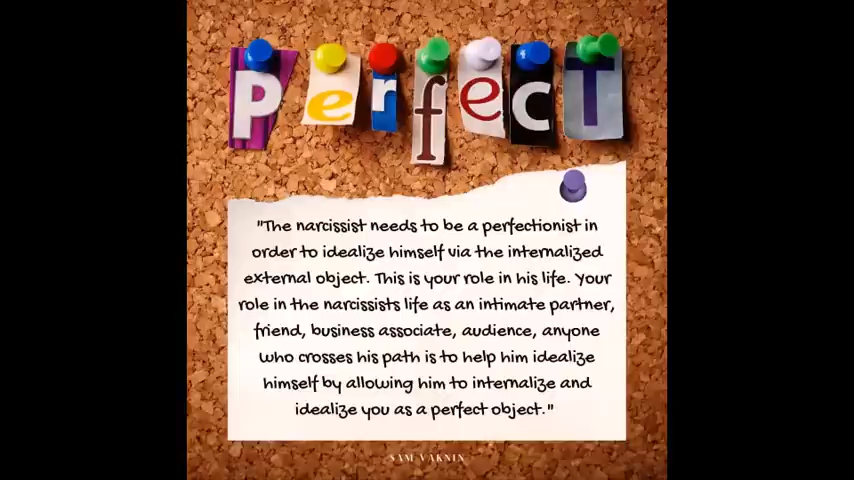 PerfecT
"The narcissist needs to be a perfectionist in
order to idealize himself via the internalized
external object. This is your role in his life. Your
role in the narcissists life as an intimate partner,
friend, business associate, audience, anyone
who crosses his path is to help him idealize
himself by allowing him to internalize and
idealize you as a perfect object."
SAM VAKNIN